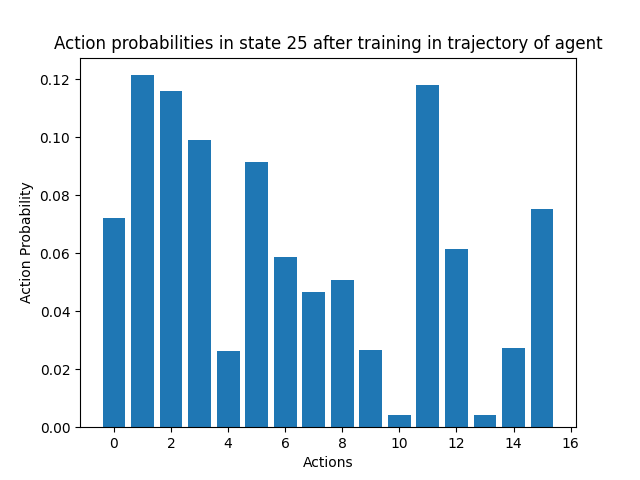 Action probabilities in state 25 after training in trajectory of agent
0.12
0.10
0.08
0.06
0.04
0.02
0.00
Action Probability
0 2 4 6 8 10 12 14 16
Actions